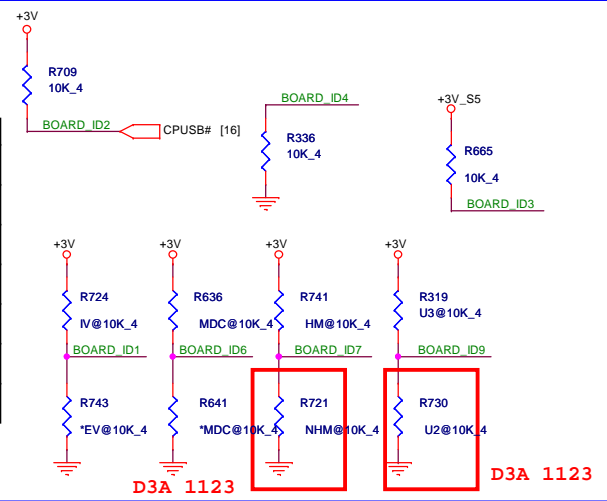 +3V
R709
10K_4
BOARD_ID2
CPUSB# [16]
BOARD_ID4
R336
10K_4
+3V_S5
R665
10K_4
BOARD_ID3
+3V
+3V
+3V
+3V
R724
IV@10K_4
R636
MDC@10K_4
R741
HM@10K_4
R319
U3@10K_4
BOARD_ID1
BOARD_ID6
BOARD_ID7
BOARD_ID9
R743
*EV@10K_4
R641
*MDC@10K_4
R721
NHM@10K_4
R730
U2@10K_4
D3A 1123
D3A 1123